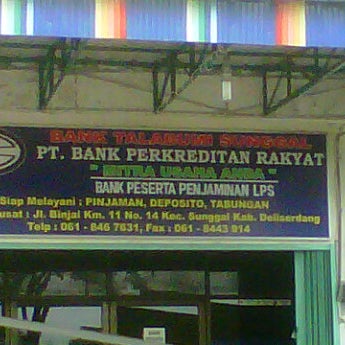 BANK TALABUMI SUNGGAL
PT. BANK PERKREDITAN RAKYAT
" MITRA USAHA ANDA "
BANK PESERTA PENJAMINAN LPS
Siap Melayani : PINJAMAN, DEPOSITO, TABUNGAN
usat : Jl. Binjai Km. 11 No. 14 Kec. Sunggal Kab. Deliserdang
Telp : 061 - 846 7631, Fax : 061 - 8443 914